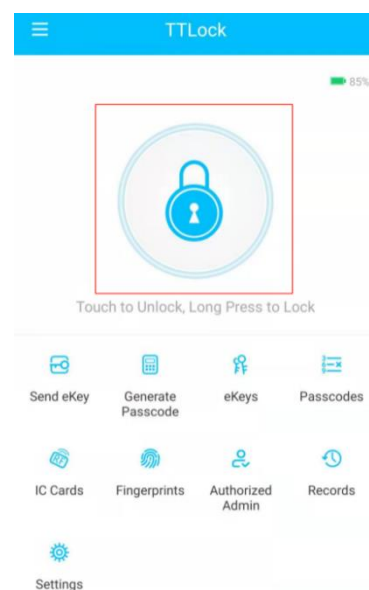 TTLock
85%
Touch to Unlock, Long Press to Lock
Send eKey
Generate
Passcode
eKeys
Passcodes
IC Cards
Fingerprints
Authorized
Admin
Records
Settings